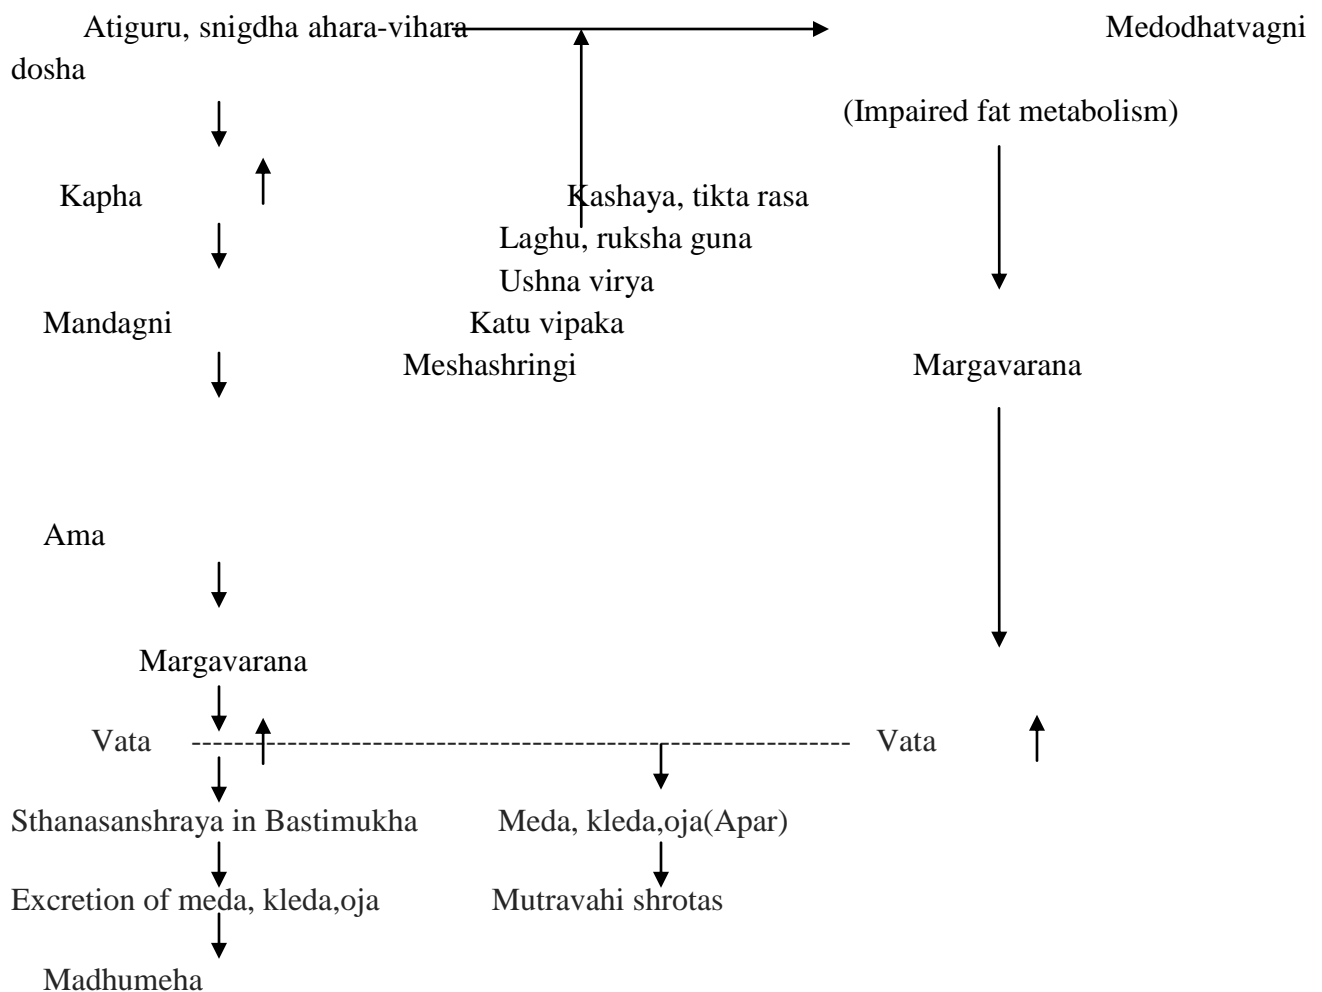 Atiguru, snigdha ahara-vihara Medodhatvagni
dosha
(Impaired fat metabolism)
Kapha Kashaya, tikta rasa
Laghu, ruksha guna
Ushna virya
Mandagni Katu vipaka
Meshashringi Margavarana
Ama
Margavarana
Vata Vata
Sthanasanshraya in Bastimukha Meda, kleda,oja(Apar)
Excretion of meda, kleda,oja Mutravahi shrotas
Madhumeha